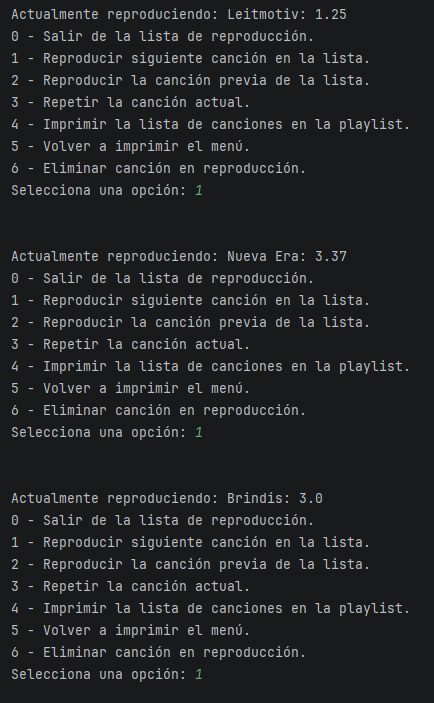 Actualmente reproduciendo: Leitmotiv: 1.25
0 - Salir de la lista de reproducción.
1 - Reproducir siguiente canción en la lista.
2 - Reproducir la canción previa de la lista.
3 - Repetir la canción actual.
4 - Imprimir la lista de canciones en la playlist.
5 - Volver a imprimir el menú.
6 - Eliminar canción en reproducción.
Selecciona una opción: 1
Actualmente reproduciendo: Nueva Era: 3.37
0 - Salir de la lista de reproducción.
1 - Reproducir siguiente canción en la lista.
2 - Reproducir la canción previa de la lista.
3 - Repetir la canción actual.
4 - Imprimir la lista de canciones en la playlist.
5 - Volver a imprimir el menú.
6 - Eliminar canción en reproducción.
Selecciona una opción: 1
Actualmente reproduciendo: Brindis: 3.0
0 - Salir de la lista de reproducción.
1 - Reproducir siguiente canción en la lista.
2 - Reproducir la canción previa de la lista.
3 - Repetir la canción actual.
4 - Imprimir la lista de canciones en la playlist.
5 - Volver a imprimir el menú.
6 - Eliminar canción en reproducción.
Selecciona una opción: 1